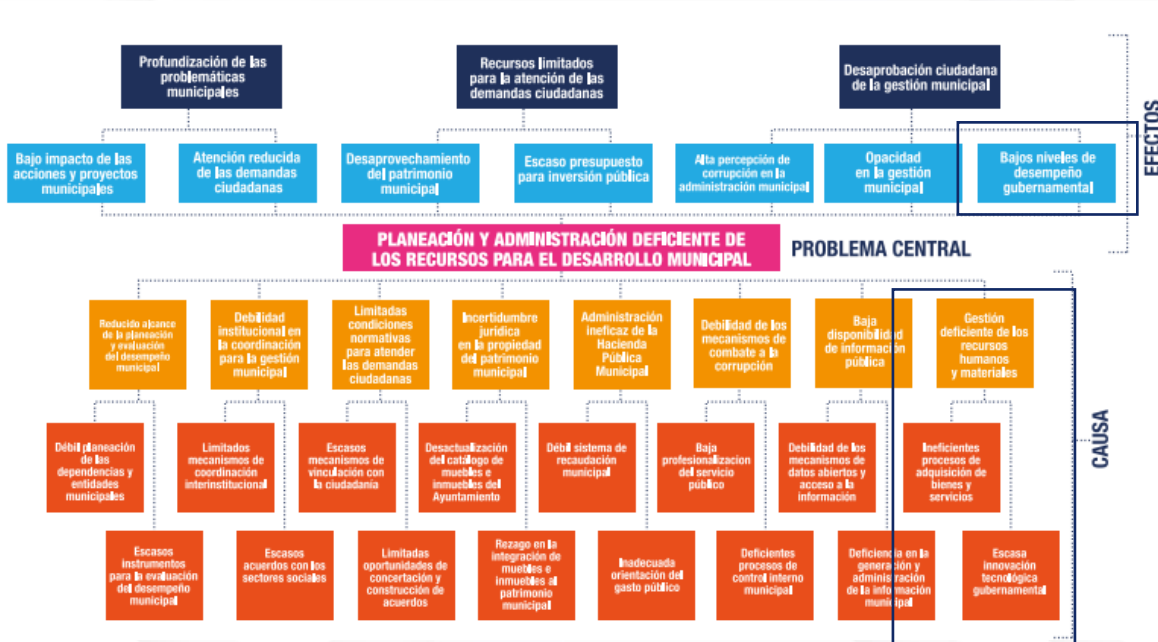 Profundización de las
problemáticas
municipales
Recursos limitados
para la atención de las
demandas ciudadanas
Desaprobación ciudadana
de la gestión municipal
EFECTOS
Bajo impacto de las
acciones y proyectos
municipales
Atención reducida
de las demandas
ciudadanas
Desaprovechamiento
del patrimonio
municipal
Escaso presupuesto
para inversión pública
Alta percepción de
corrupción en la
administración municipal
Opacidad
en la gestión
municipal
Bajos niveles de
desempeño
gubernamental
PLANEACIÓN Y ADMINISTRACIÓN DEFICIENTE DE
LOS RECURSOS PARA EL DESARROLLO MUNICIPAL
PROBLEMA CENTRAL
Reducido alcance
de la planeación
y evaluación
del desempeño
municipal
Debilidad
institucional en
la coordinación
para la gestión
municipal
Limitadas
condiciones
normativas
para atender
las demandas
ciudadanas
Incertidumbre
jurídica
en la propiedad
del patrimonio
municipal
Administración
ineficaz de la
Hacienda
Pública
Municipal
Debilidad de los
mecanismos de
combate a la
corrupción
Baja
disponibilidad
de información
pública
Gestión
deficiente de los
recursos
humanos
y materiales
CAUSA
Débil planeación
de las
dependencias y
entidades
municipales
Limitados
mecanismos de
coordinación
interinstitucional
Escasos
mecanismos de
vinculación con
la ciudadanía
Desactualización
del catálogo de
muebles e
inmuebles del
Ayuntamiento
Débil sistema de
recaudación
municipal
Baja
profesionalizacion
del servicio
público
Debilidad de los
mecanismos de
datos abiertos y
acceso a la
información
Ineficientes
procesos de
adquisición de
bienes y
servicios
Escasos
instrumentos
para la evaluación
del desempeño
municipal
Escasos
acuerdos con los
sectores sociales
Limitadas
oportunidades de
concertación y
construcción de
acuerdos
Rezago en la
integración de
muebles e
inmuebles al
patrimonio
municipal
Inadecuada
orientación del
gasto público
Deficientes
procesos de
control interno
municipal
Deficiencia en la
generación y
administración
de la información
municipal
Escasa
innovación
tecnológica
gubernamental